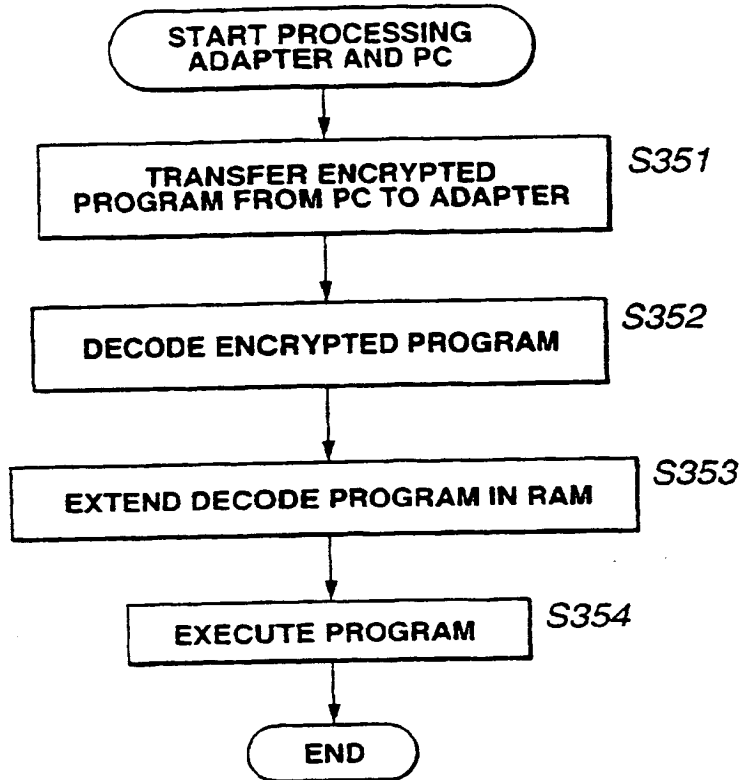 START PROCESSING
ADAPTER AND PC
TRANSFER ENCRYPTED
PROGRAM FROM PC TO ADAPTER
S351
DECODE ENCRYPTED PROGRAM
S352
EXTEND DECODE PROGRAM IN RAM
S353
EXECUTE PROGRAM
S354
END